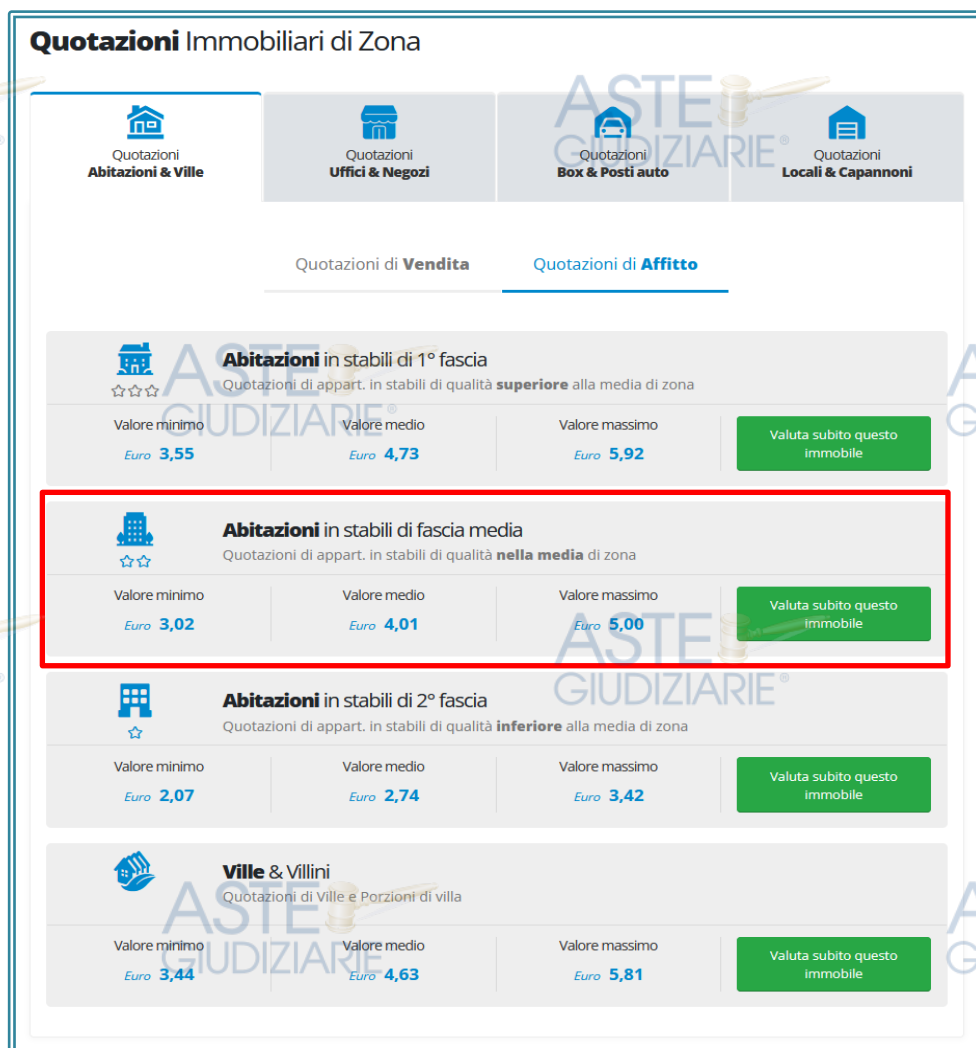 Quotazioni Immobiliari di Zona
Quotazioni
Abitazioni & Ville
Quotazioni
Uffici & Negozi
Quotazioni
Box & Posti auto
Quotazioni
Locali & Capannoni
ASTE
GIUDIZIARIE®
Quotazioni di Vendita
Quotazioni di Affitto
Abitazioni in stabili di 1° fascia
Quotazioni di appart. in stabili di qualità superiore alla media di zona
ASTE
GIUDIZIARIE®
Valore minimo
Euro 3,55
Valore medio
Euro 4,73
Valore massimo
Euro 5,92
Valuta subito questo
immobile
Abitazioni in stabili di fascia media
Quotazioni di appart. in stabili di qualità nella media di zona
Valore minimo
Euro 3,02
Valore medio
Euro 4,01
Valore massimo
Euro 5,00
Valuta subito questo
immobile
ASTE
GIUDIZIARIE®
Abitazioni in stabili di 2° fascia
Quotazioni di appart. in stabili di qualità inferiore alla media di zona
Valore minimo
Euro 2,07
Valore medio
Euro 2,74
Valore massimo
Euro 3,42
Valuta subito questo
immobile
Ville & Villini
Quotazioni di Ville e Porzioni di villa
ASTE
GIUDIZIARIE
Valore minimo
Euro 3,44
Valore medio
Euro 4,63
Valore massimo
Euro 5,81
Valuta subito questo
immobile